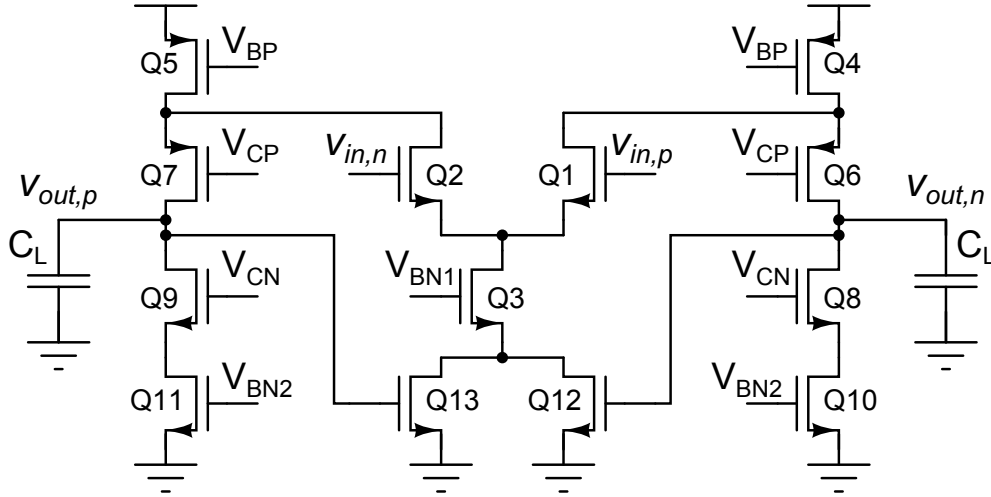 Q5 V_BP V_BP Q4
Q7 V_CP v_in,n Q2 Q1 v_in,p V_CP Q6
v_out,p v_out,n
C_L C_L
Q9 V_CN V_BN1 Q3 V_CN Q8
Q11 V_BN2 Q13 Q12 V_BN2 Q10